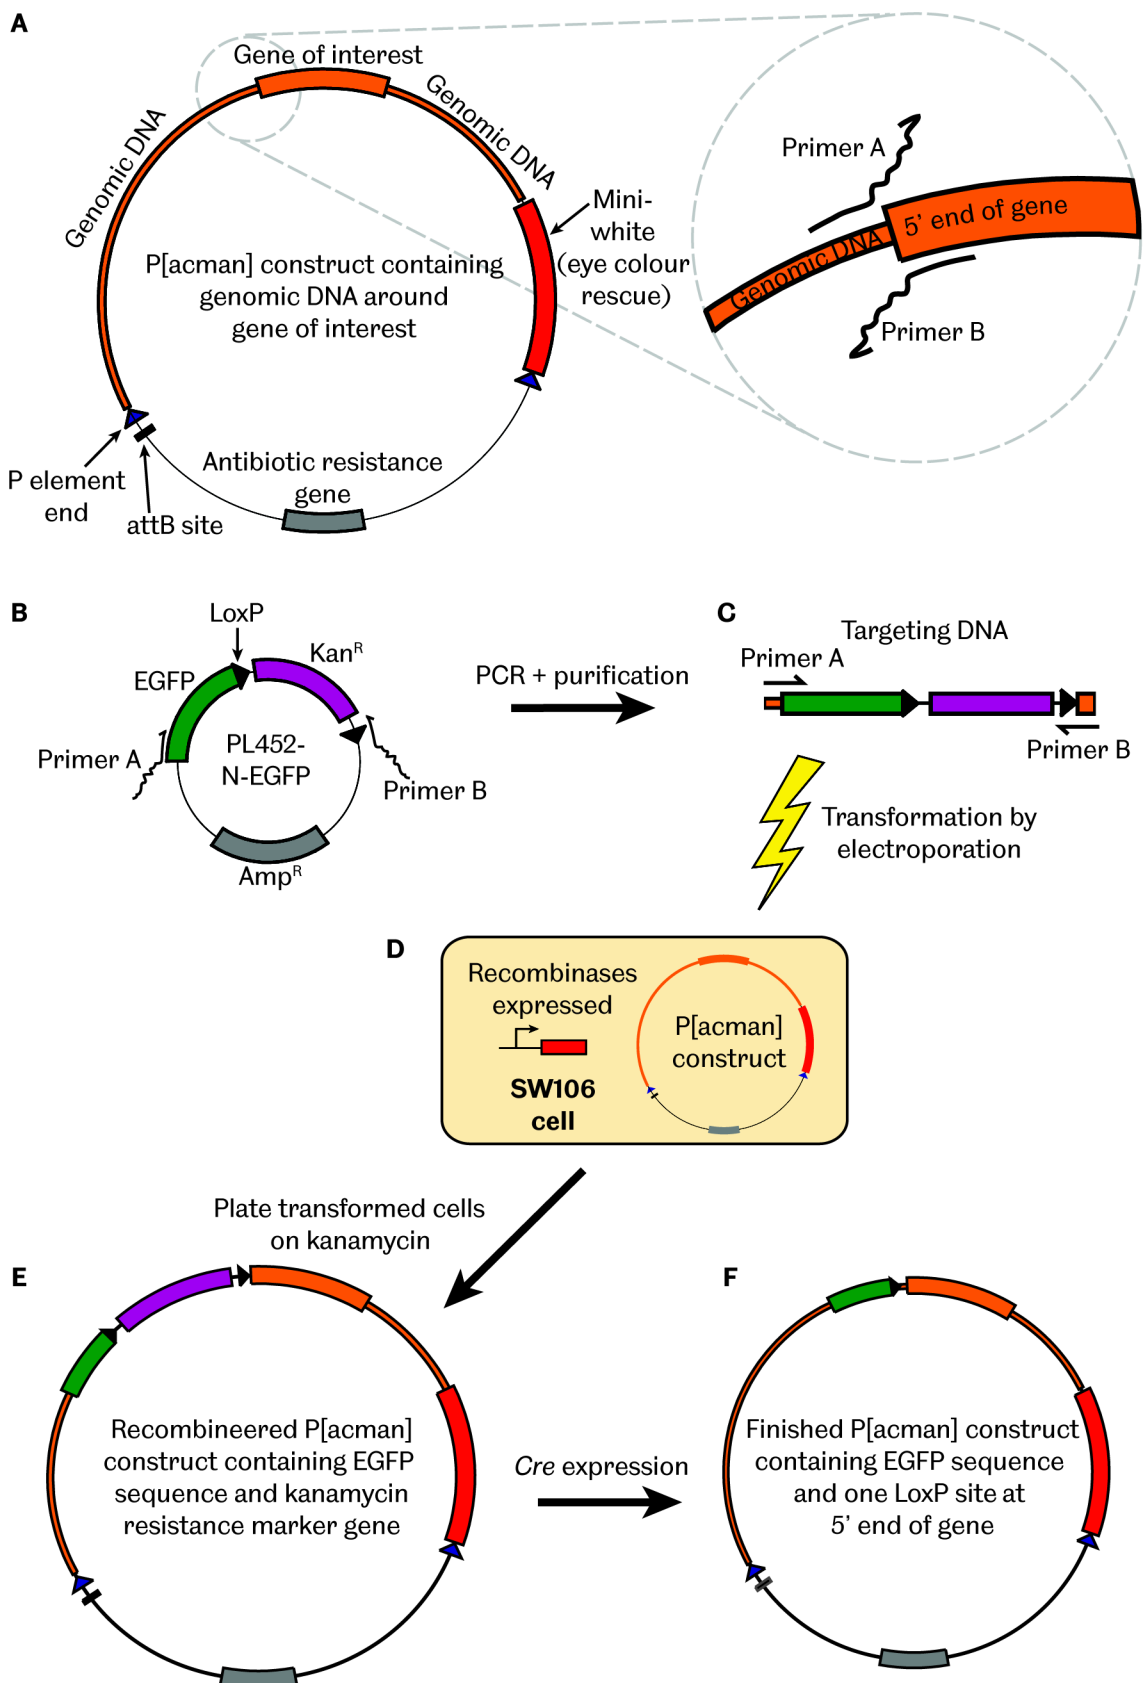 A
Gene of interest
Genomic DNA
Genomic DNA
Mini-
white
(eye colour
rescue)
P[acman] construct containing
genomic DNA around
gene of interest
P element
end
attB site
Antibiotic resistance
gene
Primer A
5’ end of gene
Genomic DNA
Primer B
B
LoxP
KanR
EGFP
Primer A
PL452-
N-EGFP
Primer B
AmpR
PCR + purification
C
Targeting DNA
Primer A
Primer B
Transformation by
electroporation
D
Recombinases
expressed
SW106
cell
P[acman]
construct
Plate transformed cells
on kanamycin
E
Recombineered P[acman]
construct containing EGFP
sequence and kanamycin
resistance marker gene
Cre expression
F
Finished P[acman] construct
containing EGFP sequence
and one LoxP site at
5’ end of gene